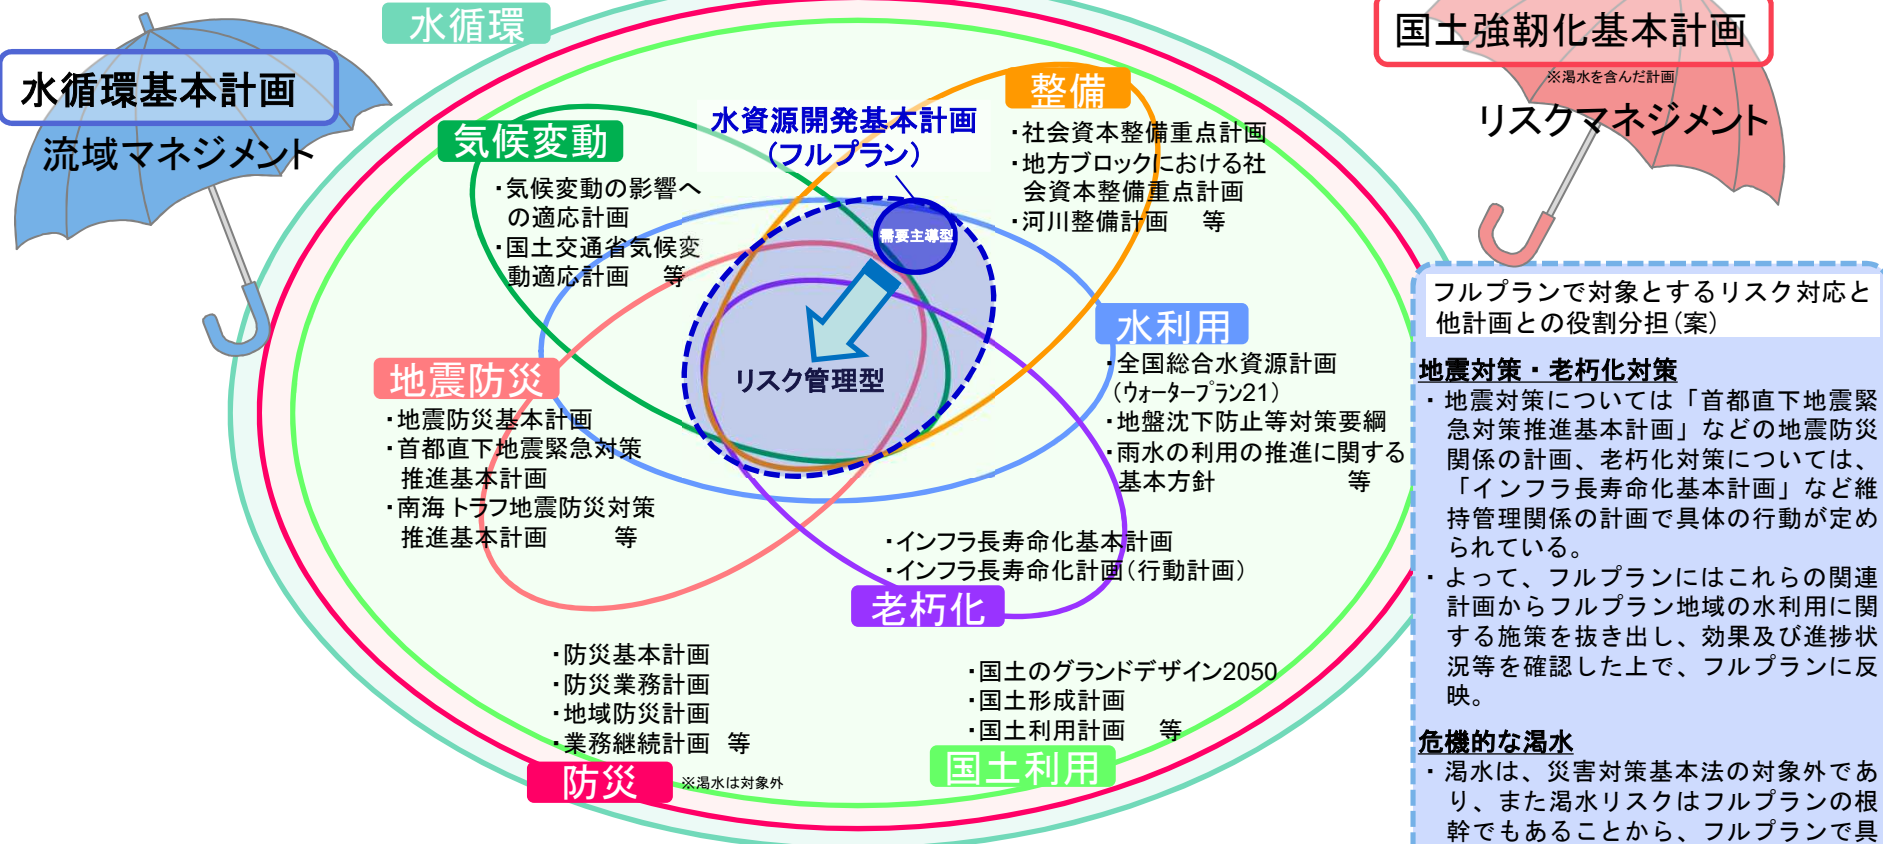 水循環
水循環基本計画
流域マネジメント
国土強靭化基本計画
※渇水を含んだ計画
リスクマネジメント
気候変動
・気候変動の影響へ
の適応計画
・国土交通省気候変
動適応計画 等
水資源開発基本計画
（フルプラン）
整備
・社会資本整備重点計画
・地方ブロックにおける社
会資本整備重点計画
・河川整備計画 等
需要主導型
リスク管理型
水利用
・全国総合水資源計画
（ｳｫｰﾀｰﾌﾟﾗﾝ21）
・地盤沈下防止等対策要綱
・雨水の利用の推進に関する
基本方針 等
地震防災
・地震防災基本計画
・首都直下地震緊急対策
推進基本計画
・南海トラフ地震防災対策
推進基本計画 等
・インフラ長寿命化基本計画
・インフラ長寿命化計画（行動計画）
老朽化
・防災基本計画
・防災業務計画
・地域防災計画
・業務継続計画 等
防災
※渇水は対象外
・国土のグランドデザイン2050
・国土形成計画
・国土利用計画 等
国土利用
フルプランで対象とするリスク対応と
他計画との役割分担（案）
地震対策・老朽化対策
・地震対策については「首都直下地震緊
急対策推進基本計画」などの地震防災
関係の計画、老朽化対策については、
「インフラ長寿命化基本計画」など維
持管理関係の計画で具体の行動が定め
られている。
・よって、フルプランにはこれらの関連
計画からフルプラン地域の水利用に関
する施策を抜き出し、効果及び進捗状
況等を確認した上で、フルプランに反
映。
危機的な渇水
・渇水は、災害対策基本法の対象外であ
り、また渇水リスクはフルプランの根
幹でもあることから、フルプランで具